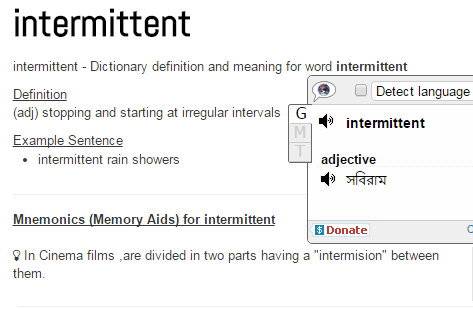 intermittent
intermittent - Dictionary definition and meaning for word intermittent
Definition
(adj) stopping and starting at irregular intervals
Example Sentence
• intermittent rain showers
Mnemonics (Memory Aids) for intermittent
In Cinema films ,are divided in two parts having a "intermision" between
them.
Detect language
G
M
T
intermittent
adjective
সবিরাম
$ Donate